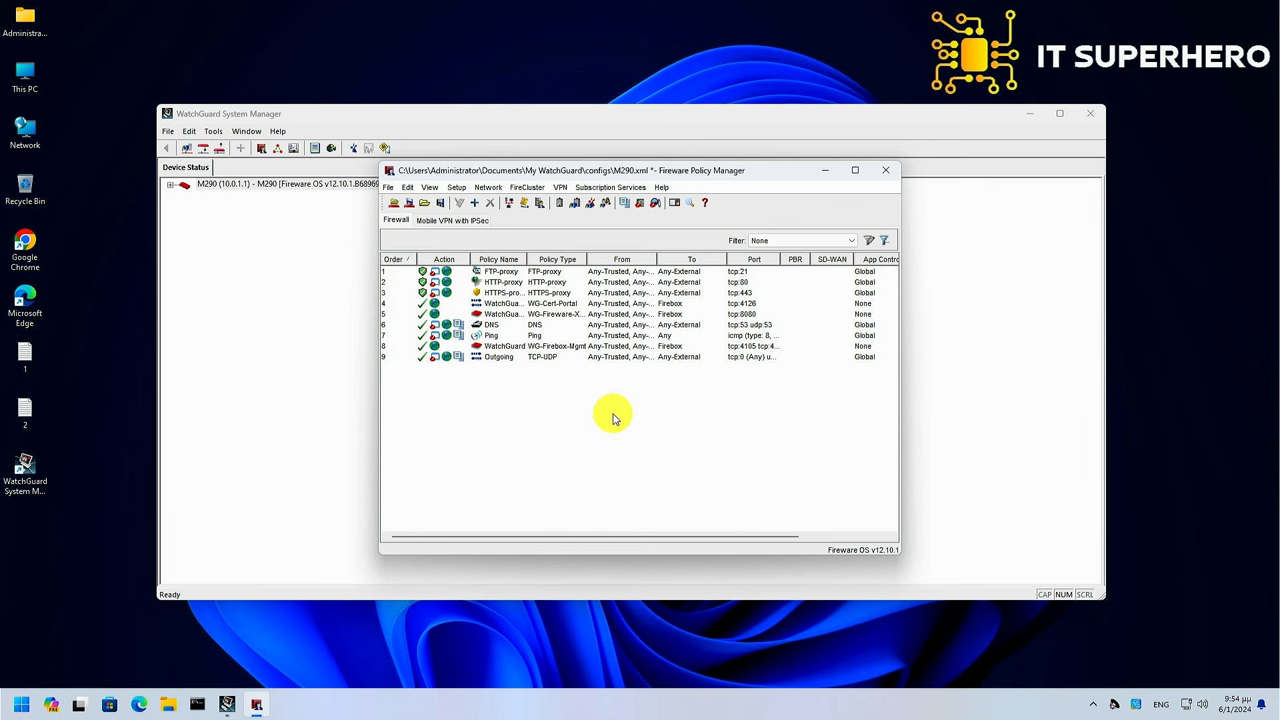 Administra...
This PC
Network
Recycle Bin
Google
Chrome
Microsoft
Edge
1
2
WatchGuard
System M...
IT SUPERHERO
WatchGuard System Manager
File Edit Tools Window Help
Device Status
M290 (10.0.1.1) - M290 [Fireware OS v12.10.1.B68969
C:\Users\Administrator\Documents\My WatchGuard\configs\M290.xml *- Fireware Policy Manager
File Edit View Setup Network FireCluster VPN Subscription Services Help
Firewall Mobile VPN with IPSec
Filter: None
Order / Action Policy Name Policy Type From To Port PBR SD-WAN App Contro
1 FTP-proxy FTP-proxy Any-Trusted, Any-... Any-External tcp:21 Global
2 HTTP-proxy HTTP-proxy Any-Trusted, Any-... Any-External tcp:80 Global
3 HTTPS-pro... HTTPS-proxy Any-Trusted, Any-... Any-External tcp:443 Global
4 WatchGua... WG-Cert-Portal Any-Trusted, Any-... Firebox tcp:4126 None
5 WatchGua... WG-Fireware-X... Any-Trusted, Any-... Firebox tcp:8080 None
6 DNS DNS Any-Trusted, Any-... Any-External tcp:53 udp:53 Global
7 Ping Ping Any-Trusted, Any-... Any icmp (type: 8, ... Global
8 WatchGuard WG-Firebox-Mgmt Any-Trusted, Any-... Firebox tcp:4105 tcp:4... None
9 Outgoing TCP-UDP Any-Trusted, Any-... Any-External tcp:0 (Any) u... Global
Fireware OS v12.10.1
Ready CAP NUM SCRL
ENG
9:54 μμ
6/1/2024